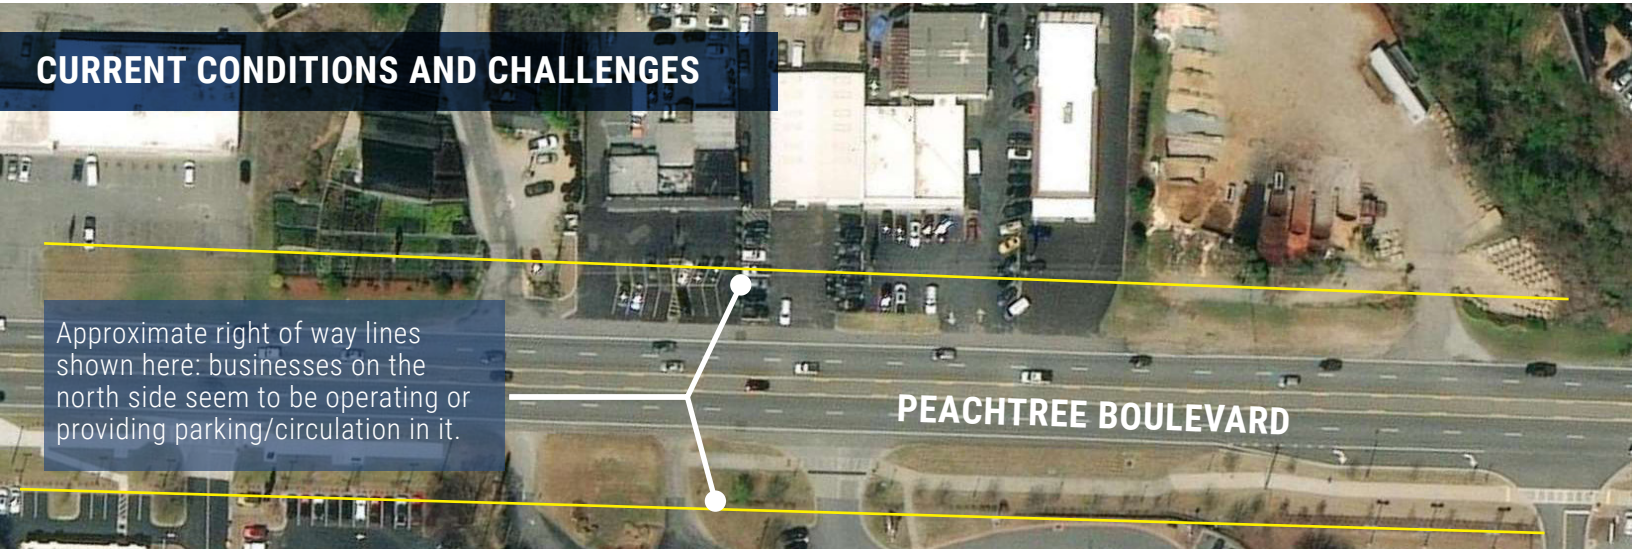 CURRENT CONDITIONS AND CHALLENGES
Approximate right of way lines
shown here: businesses on the
north side seem to be operating or
providing parking/circulation in it.
PEACHTREE BOULEVARD